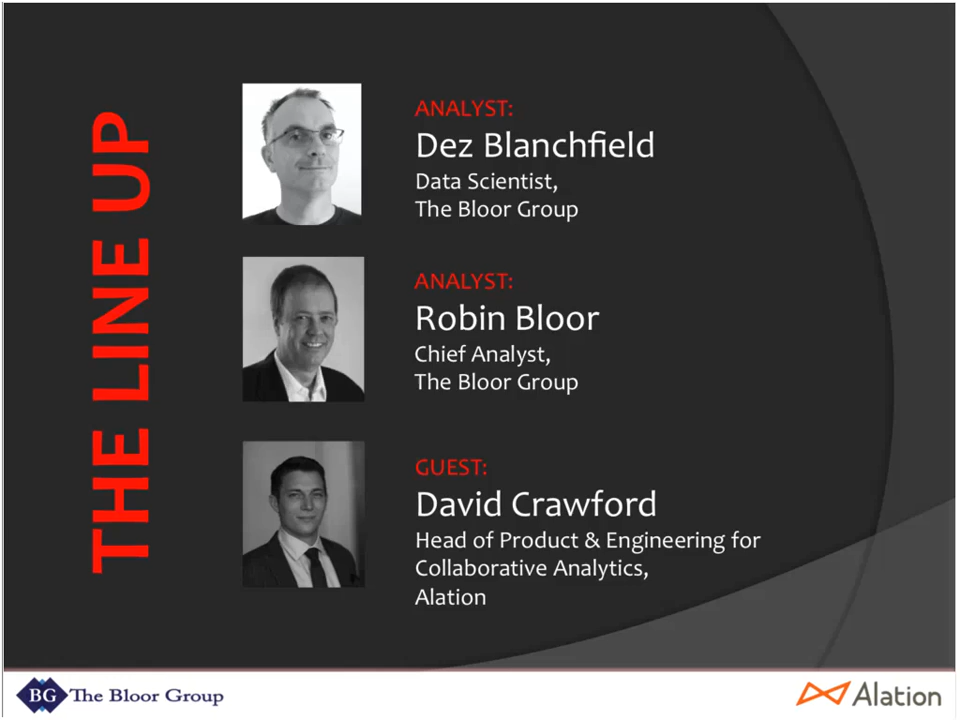 THE LINE UP
ANALYST:
Dez Blanchfield
Data Scientist,
The Bloor Group
ANALYST:
Robin Bloor
Chief Analyst,
The Bloor Group
GUEST:
David Crawford
Head of Product & Engineering for
Collaborative Analytics,
Alation
BG The Bloor Group
Alation